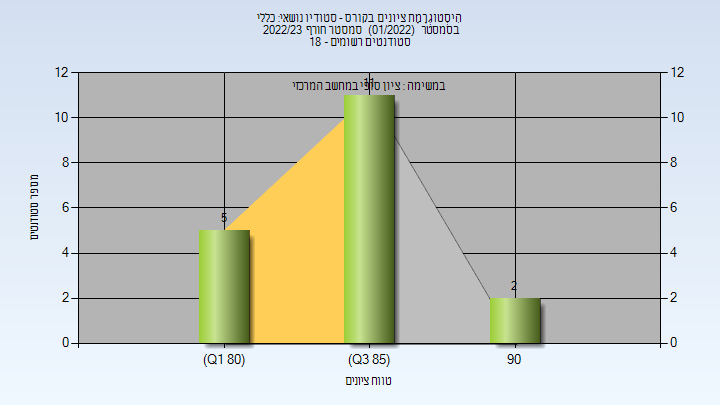 היסטוגרמת ציונים בקורס - סטודיו נושאי: כללי
בסמסטר (01/2022) סמסטר חורף 2022/23
סטודנטים רשומים - 18
במשימה : ציון סופי במחשב המרכזי
12 12
10 10
8 8
6 6
4 4
2 2
0 0
מספר סטודנטים
5
11
2
(Q1 80) (Q3 85) 90
טווח ציונים